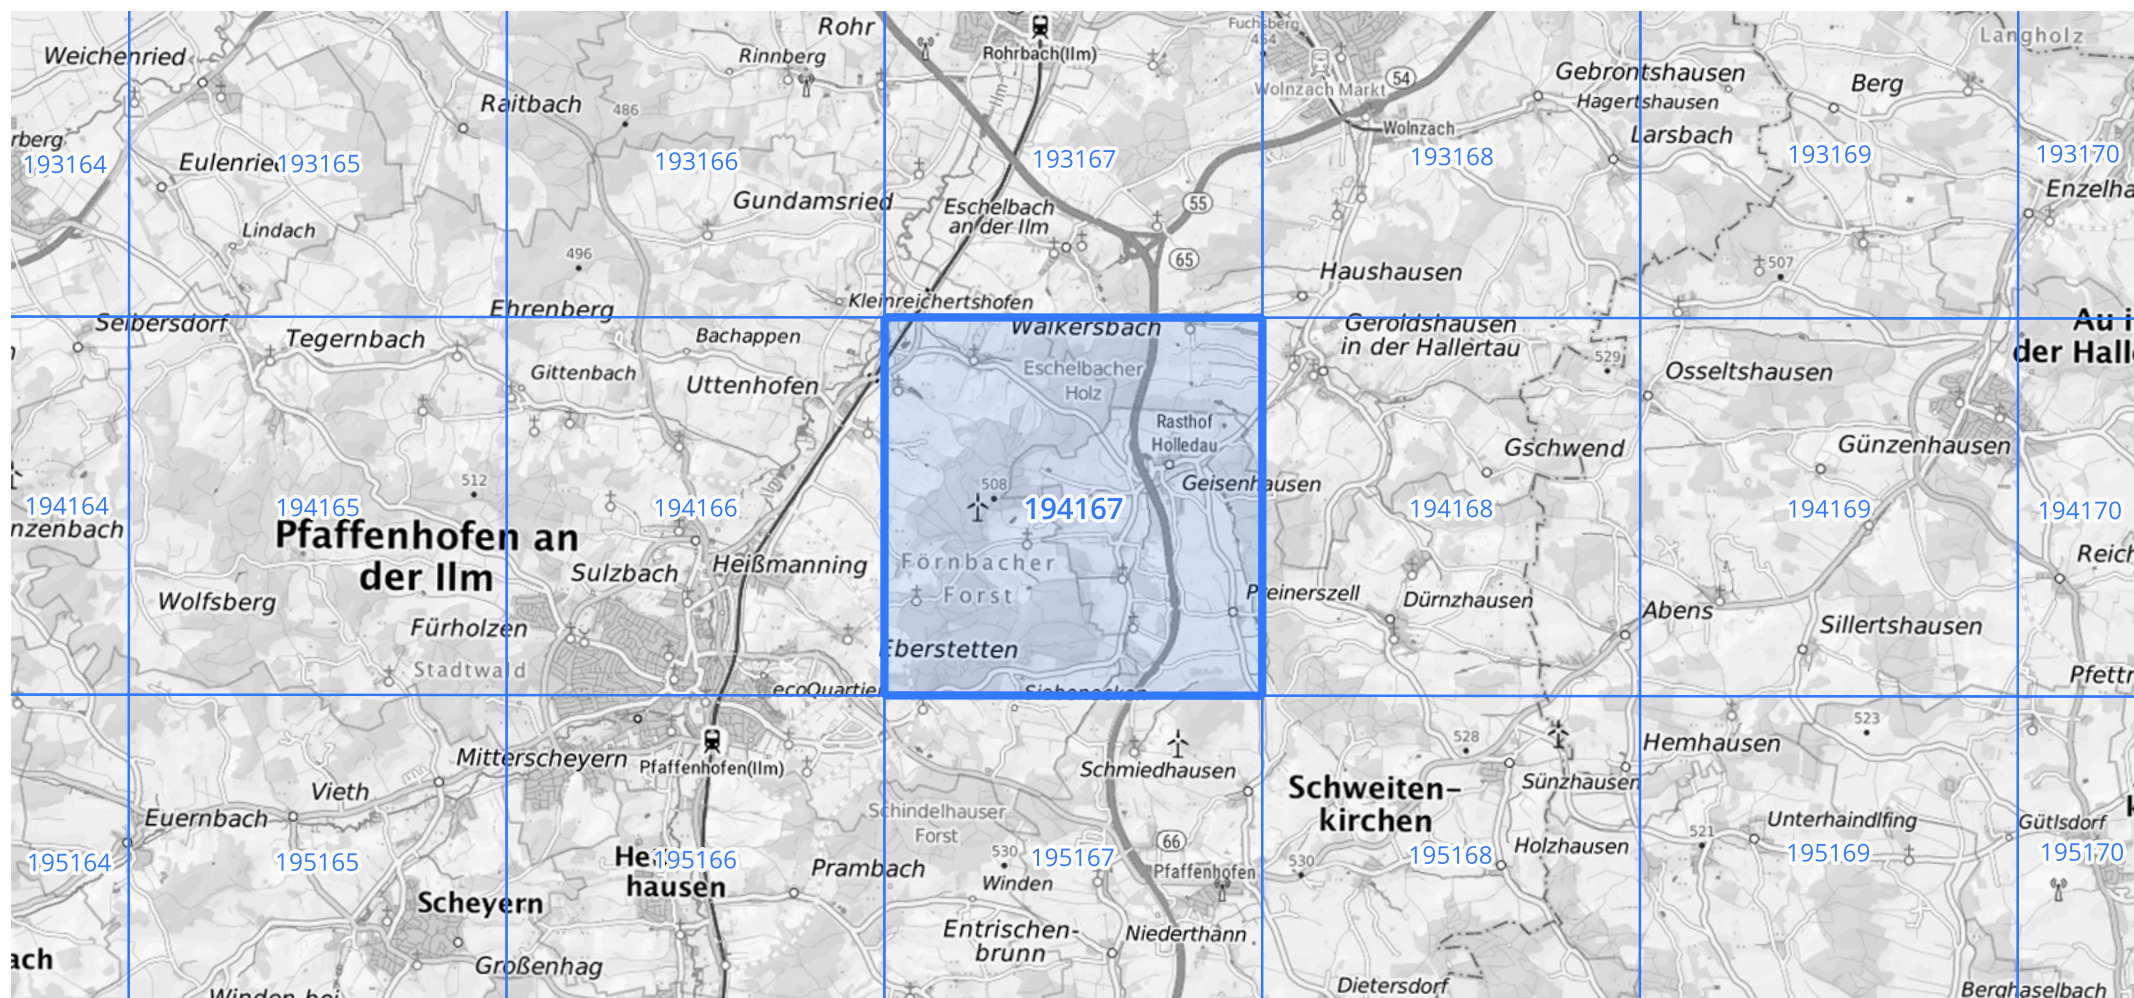 Weichenried
Rohr
Rinnberg
Rohrbach(Ilm)
Fuchsberg
454
Langholz
Wolnzach Markt
54
Gebrontshausen
Hagertshausen
Berg
Raitbach
486
Ilm
Wolnzach
Larsbach
rberg
193164
193165
193166
193167
193168
193169
193170
Gundamsried
Eschelbach
an der Ilm
55
Enzelha
Lindach
496
65
Haushausen
507
Ehrenberg
Kleinreichertshofen
Seibersdorf
Tegernbach
Bachappen
Walkersbach
Geroldshausen
in der Hallertau
529
Au i
der Halle
Gittenbach
Uttenhofen
Eschelbacher
Holz
Osseltshausen
Rasthof
Holledau
Gschwend
Günzenhausen
512
508
Geisenhausen
194164
194165
194166
194167
194168
194169
194170
nzenbach
Pfaffenhofen an
der Ilm
Sulzbach
Heißmanning
Förnbacher
Forst
Reich
Wolfsberg
Preinerszell
Dürnzhausen
Abens
Fürholzen
Sillertshausen
Stadtwald
Eberstetten
Pfettr
ecoQuartier
Siebenecken
Mitterscheyern
Pfaffenhofen(Ilm)
Schmiedhausen
528
523
Hemhausen
Vieth
Schweiten-
kirchen
Sünzhausen
Euernbach
Schindelhauser
Forst
66
521
Unterhaindlfing
Gütlsdorf
Holzhausen
195164
195165
195166
195167
195168
195169
195170
hausen
Prambach
530
Winden
Pfaffenhofen
530
Scheyern
Entrischen-
brunn
Niederthann
ach
Großenhag
Dietersdorf
Berghaselbach
Winden bei